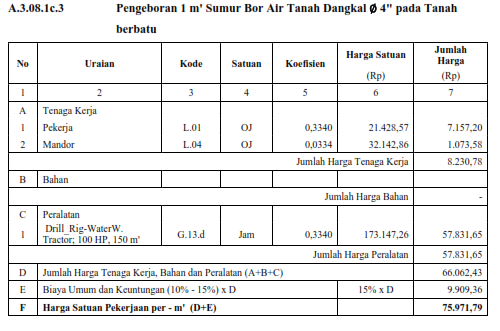 A.3.08.1c.3 Pengeboran 1 m' Sumur Bor Air Tanah Dangkal Ø 4" pada Tanah
berbatu
No Uraian Kode Satuan Koefisien Harga Satuan (Rp) Jumlah Harga (Rp)
1 2 3 4 5 6 7
A Tenaga Kerja
1 Pekerja L.01 OJ 0,3340 21.428,57 7.157,20
2 Mandor L.04 OJ 0,0334 32.142,86 1.073,58
Jumlah Harga Tenaga Kerja 8.230,78
B Bahan
Jumlah Harga Bahan -
C Peralatan
1 Drill_Rig-WaterW. Tractor; 100 HP, 150 m' G.13.d Jam 0,3340 173.147,26 57.831,65
Jumlah Harga Peralatan 57.831,65
D Jumlah Harga Tenaga Kerja, Bahan dan Peralatan (A+B+C) 66.062,43
E Biaya Umum dan Keuntungan (10% - 15%) x D 15% x D 9.909,36
F Harga Satuan Pekerjaan per - m' (D+E) 75.971,79